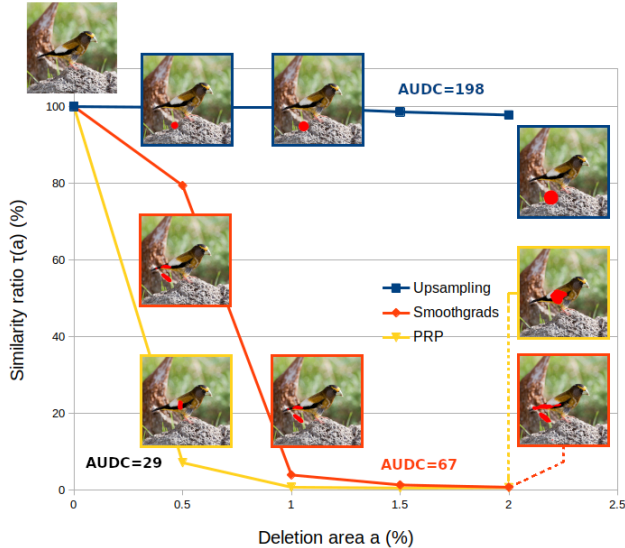 AUDC=198
100
80
60
40
20
0
Similarity ratio τ(a) (%)
Upsampling
Smoothgrads
PRP
AUDC=29
AUDC=67
0
0.5
1
1.5
2
2.5
Deletion area a (%)